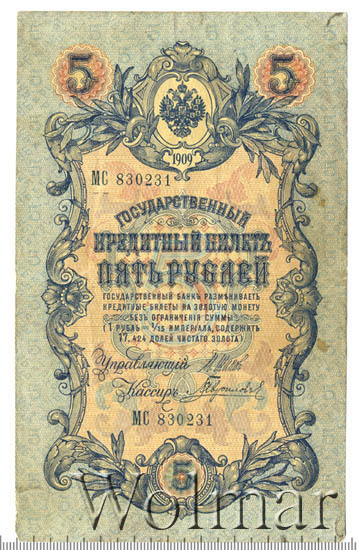 5 5
1909
МС 830231
ГОСУДАРСТВЕННЫЙ
КРЕДИТНЫЙ БИЛЕТЪ
ПЯТЬ РУБЛЕЙ
ГОСУДАРСТВЕННЫЙ БАНКЪ РАЗМѢНИВАЕТЪ
КРЕДИТНЫЕ БИЛЕТЫ НА ЗОЛОТУЮ МОНЕТУ
БЕЗЪ ОГРАНИЧЕНІЯ СУММЫ
(1 РУБЛЬ = 1/15 ИМПЕРІАЛА, СОДЕРЖИТЪ
17,424 ДОЛЕЙ ЧИСТАГО ЗОЛОТА)
Управляющій
Кассиръ
МС 830231
5
Wolmar